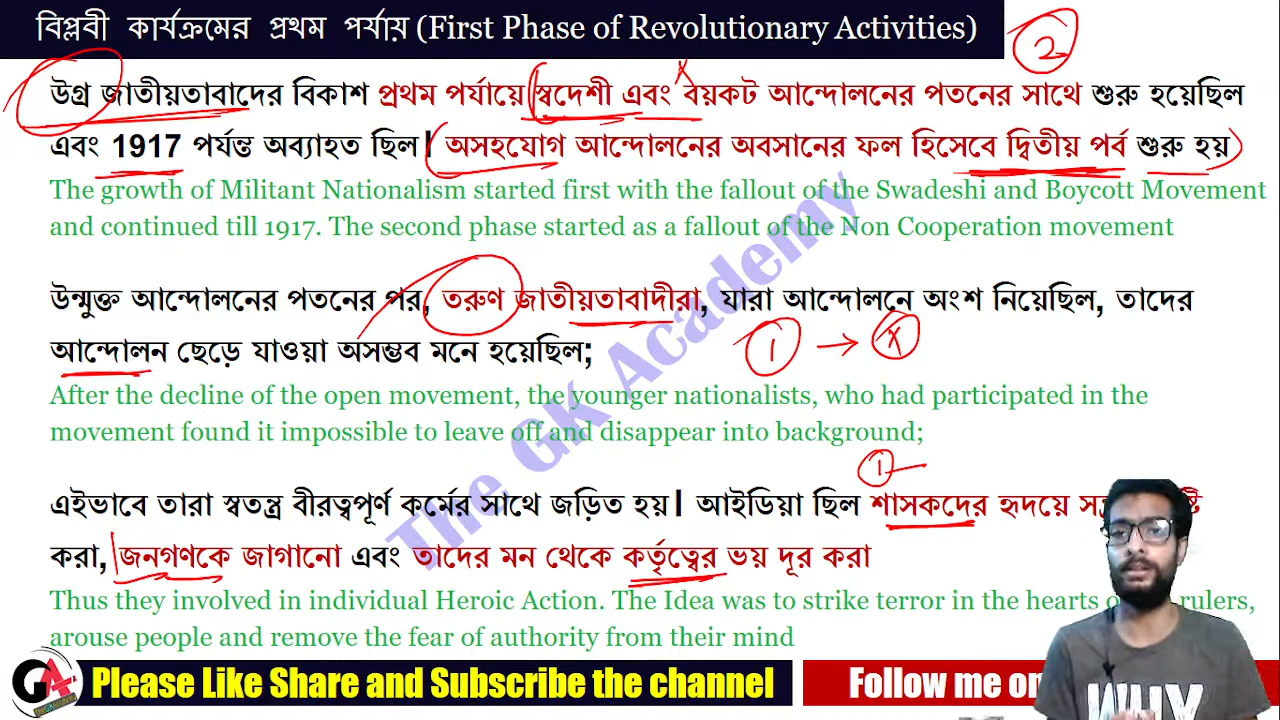 বিপ্লবী কার্যক্রমের প্রথম পর্যায় (First Phase of Revolutionary Activities)
2
উগ্র জাতীয়তাবাদের বিকাশ প্রথম পর্যায়ে স্বদেশী এবং বয়কট আন্দোলনের পতনের সাথে শুরু হয়েছিল
এবং 1917 পর্যন্ত অব্যাহত ছিল। অসহযোগ আন্দোলনের অবসানের ফল হিসেবে দ্বিতীয় পর্ব শুরু হয়
The growth of Militant Nationalism started first with the fallout of the Swadeshi and Boycott Movement
and continued till 1917. The second phase started as a fallout of the Non Cooperation movement
উন্মুক্ত আন্দোলনের পতনের পর, তরুণ জাতীয়তাবাদীরা, যারা আন্দোলনে অংশ নিয়েছিল, তাদের
আন্দোলন ছেড়ে যাওয়া অসম্ভব মনে হয়েছিল;
1 → x
After the decline of the open movement, the younger nationalists, who had participated in the
movement found it impossible to leave off and disappear into background;
1
এইভাবে তারা স্বতন্ত্র বীরত্বপূর্ণ কর্মের সাথে জড়িত হয়। আইডিয়া ছিল শাসকদের হৃদয়ে
করা, জনগণকে জাগানো এবং তাদের মন থেকে কর্তৃত্বের ভয় দূর করা
Thus they involved in individual Heroic Action. The Idea was to strike terror in the hearts rulers,
arouse people and remove the fear of authority from their mind
The GK Academy
Please Like Share and Subscribe the channel
Follow me on
WHY